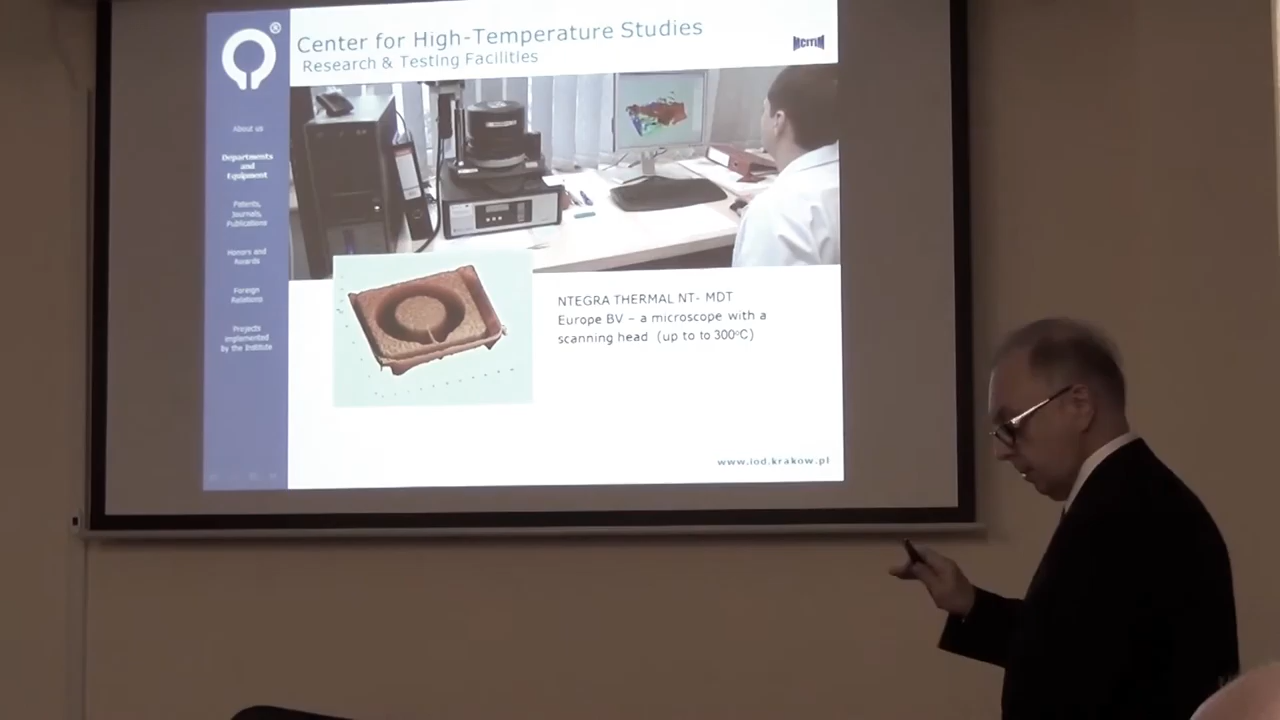 ®
Center for High-Temperature Studies
Research & Testing Facilities
MCITIM
About us
Departments
and
Equipment
Patents,
Journals,
Publications
Honors and
Awards
Foreign
Relations
Projects
implemented
by the Institute
NTEGRA THERMAL NT- MDT
Europe BV – a microscope with a
scanning head (up to to 300°C)
www.iod.krakow.pl